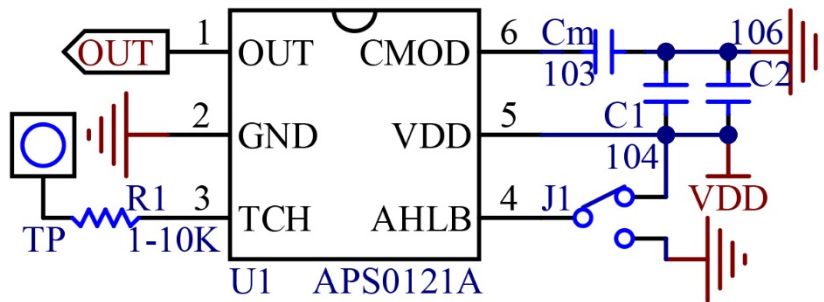 OUT 1 OUT CMOD 6 Cm 106
103 C2
2 GND VDD 5 C1
104
R1 3 TCH AHLB 4 J1 VDD
TP 1-10K
U1 APS0121A